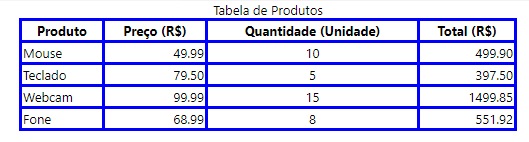 Tabela de Produtos
Produto Preço (R$) Quantidade (Unidade) Total (R$)
Mouse 49.99 10 499.90
Teclado 79.50 5 397.50
Webcam 99.99 15 1499.85
Fone 68.99 8 551.92